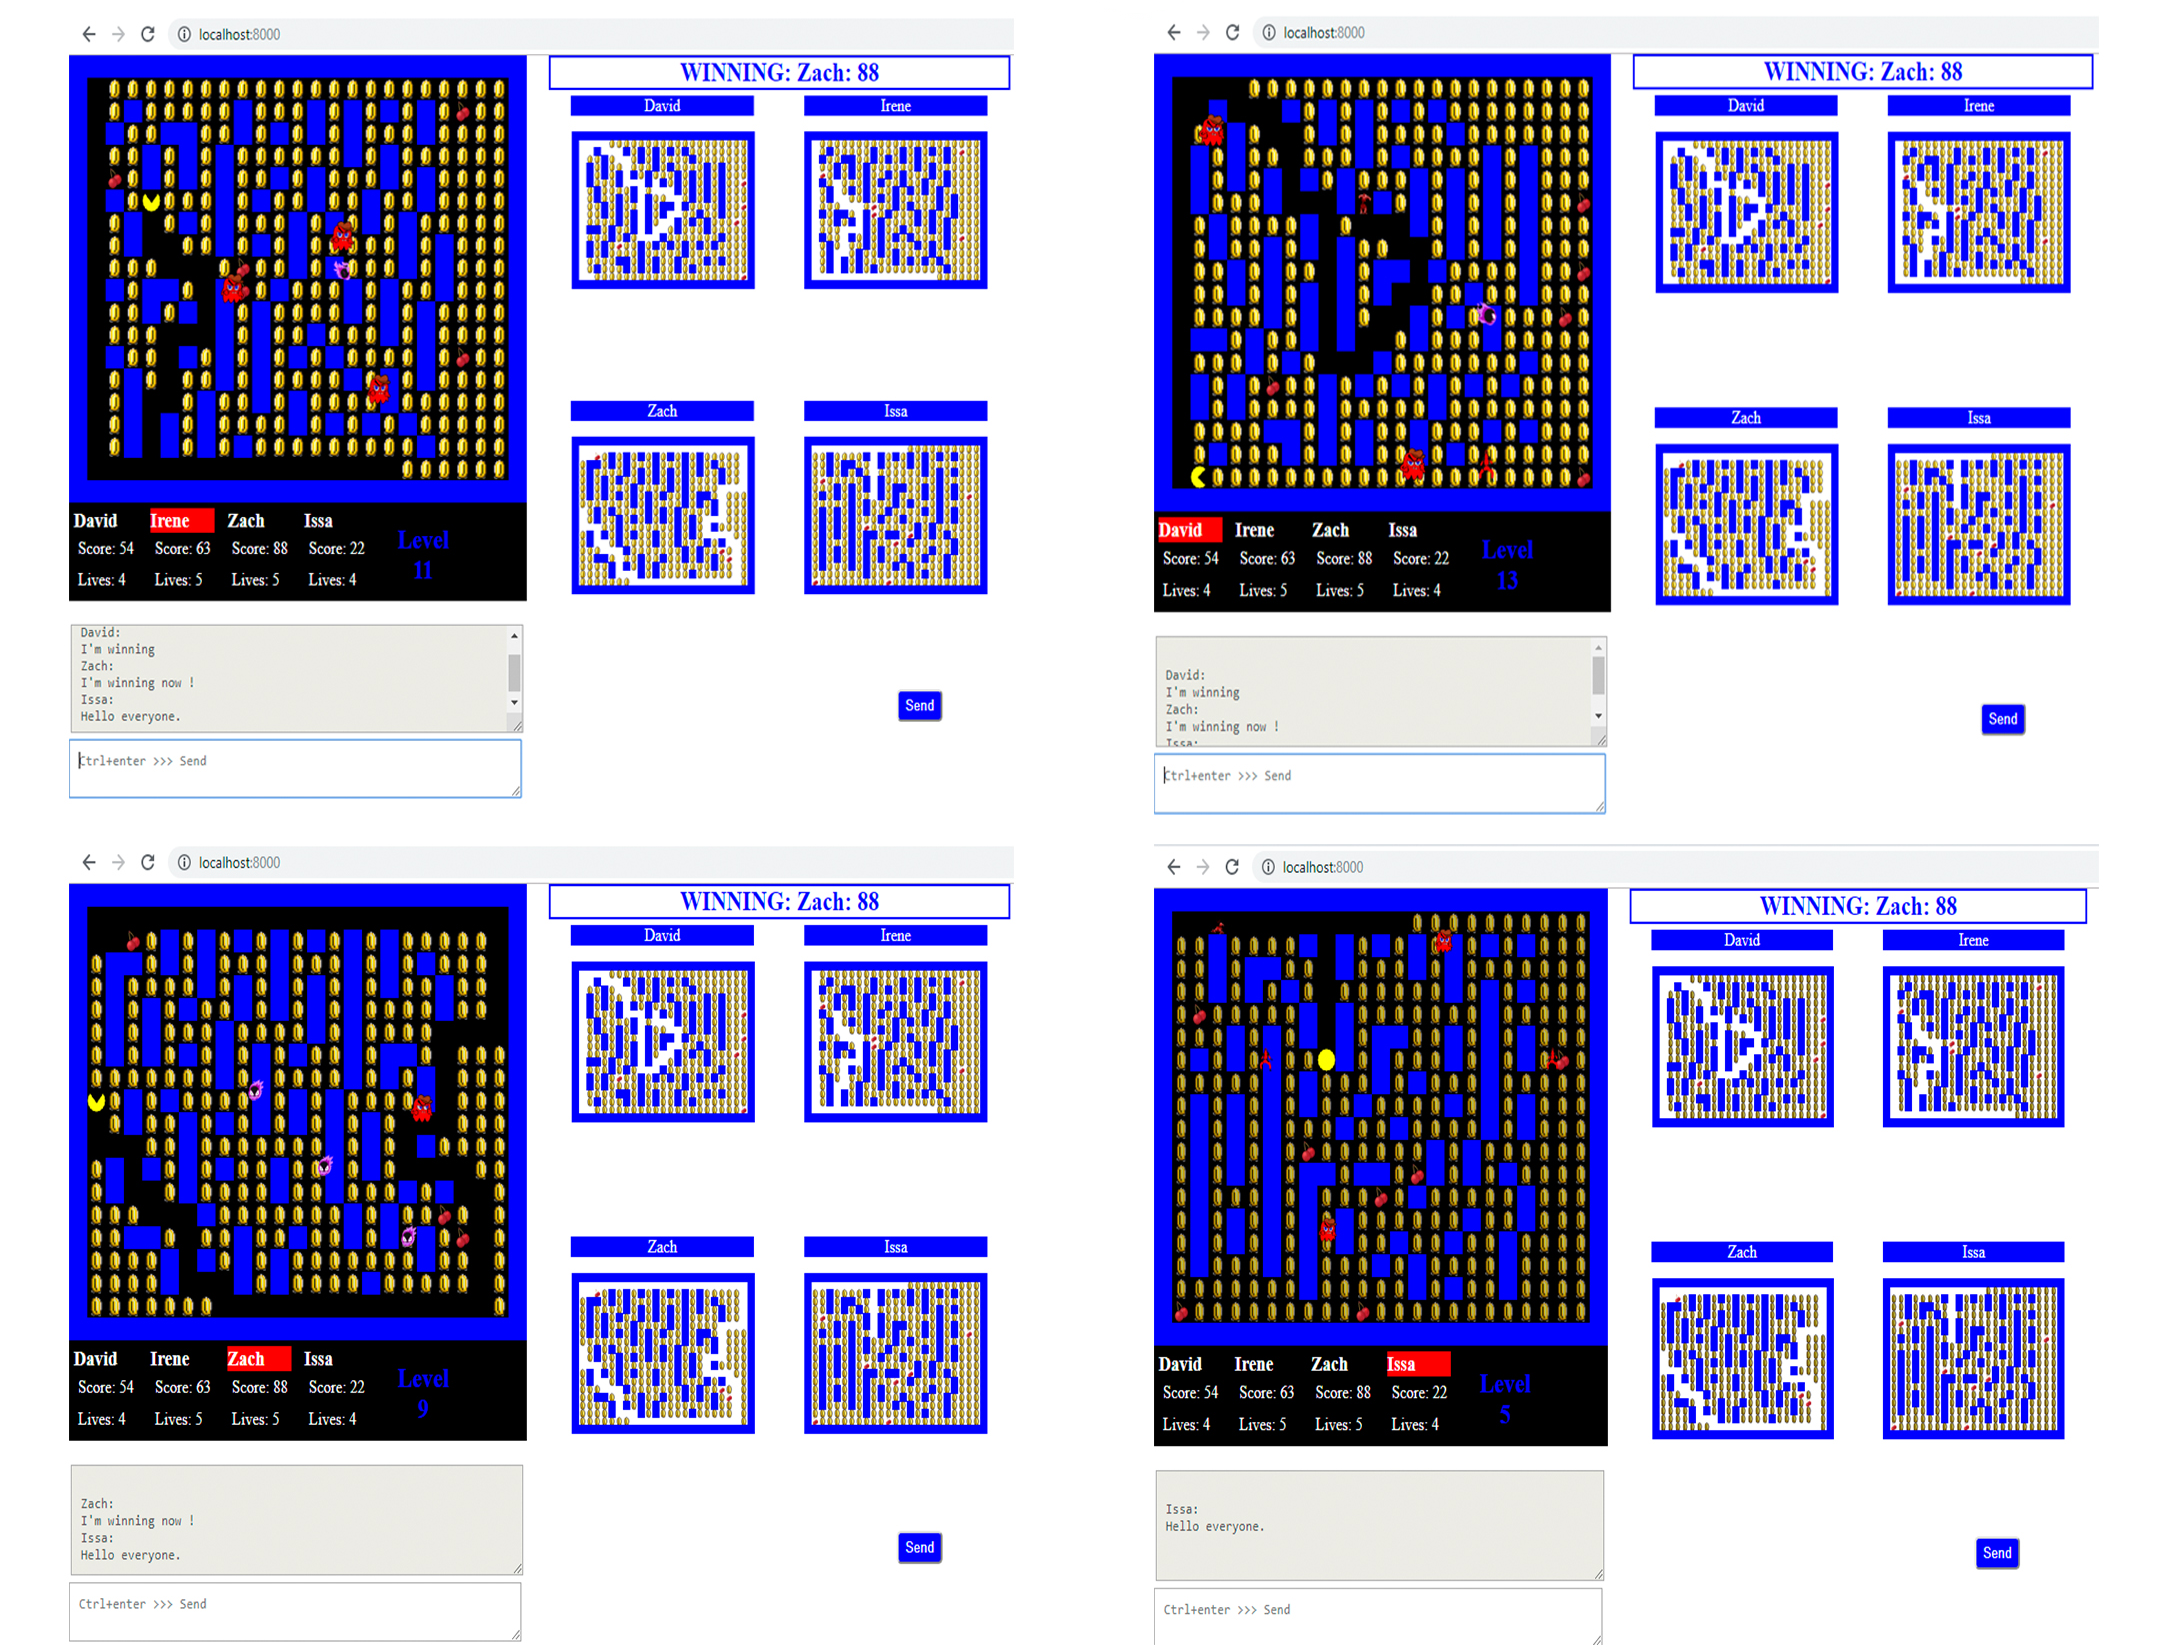 localhost:8000
WINNING: Zach: 88
David Irene
Zach Issa
David Irene Zach Issa
Score: 54 Score: 63 Score: 88 Score: 22
Lives: 4 Lives: 5 Lives: 5 Lives: 4
Level
11
David:
I'm winning
Zach:
I'm winning now !
Issa:
Hello everyone.
Send
Ctrl+enter >>> Send
localhost:8000
WINNING: Zach: 88
David Irene
Zach Issa
David Irene Zach Issa
Score: 54 Score: 63 Score: 88 Score: 22
Lives: 4 Lives: 5 Lives: 5 Lives: 4
Level
13
David:
I'm winning
Zach:
I'm winning now !
Issa:
Send
Ctrl+enter >>> Send
localhost:8000
WINNING: Zach: 88
David Irene
Zach Issa
David Irene Zach Issa
Score: 54 Score: 63 Score: 88 Score: 22
Lives: 4 Lives: 5 Lives: 5 Lives: 4
Level
9
Zach:
I'm winning now !
Issa:
Hello everyone.
Send
Ctrl+enter >>> Send
localhost:8000
WINNING: Zach: 88
David Irene
Zach Issa
David Irene Zach Issa
Score: 54 Score: 63 Score: 88 Score: 22
Lives: 4 Lives: 5 Lives: 5 Lives: 4
Level
5
Issa:
Hello everyone.
Send
Ctrl+enter >>> Send